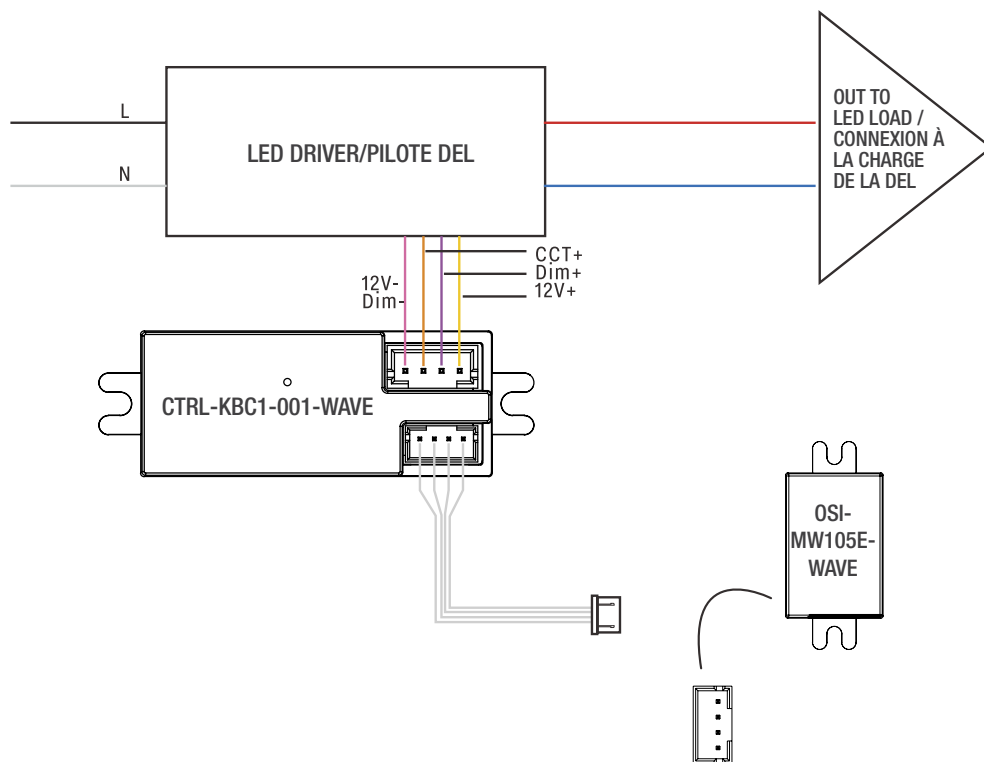 L
N
LED DRIVER/PILOTE DEL
OUT TO
LED LOAD /
CONNEXION À
LA CHARGE
DE LA DEL
12V-
Dim-
CCT+
Dim+
12V+
CTRL-KBC1-001-WAVE
OSI-
MW105E-
WAVE